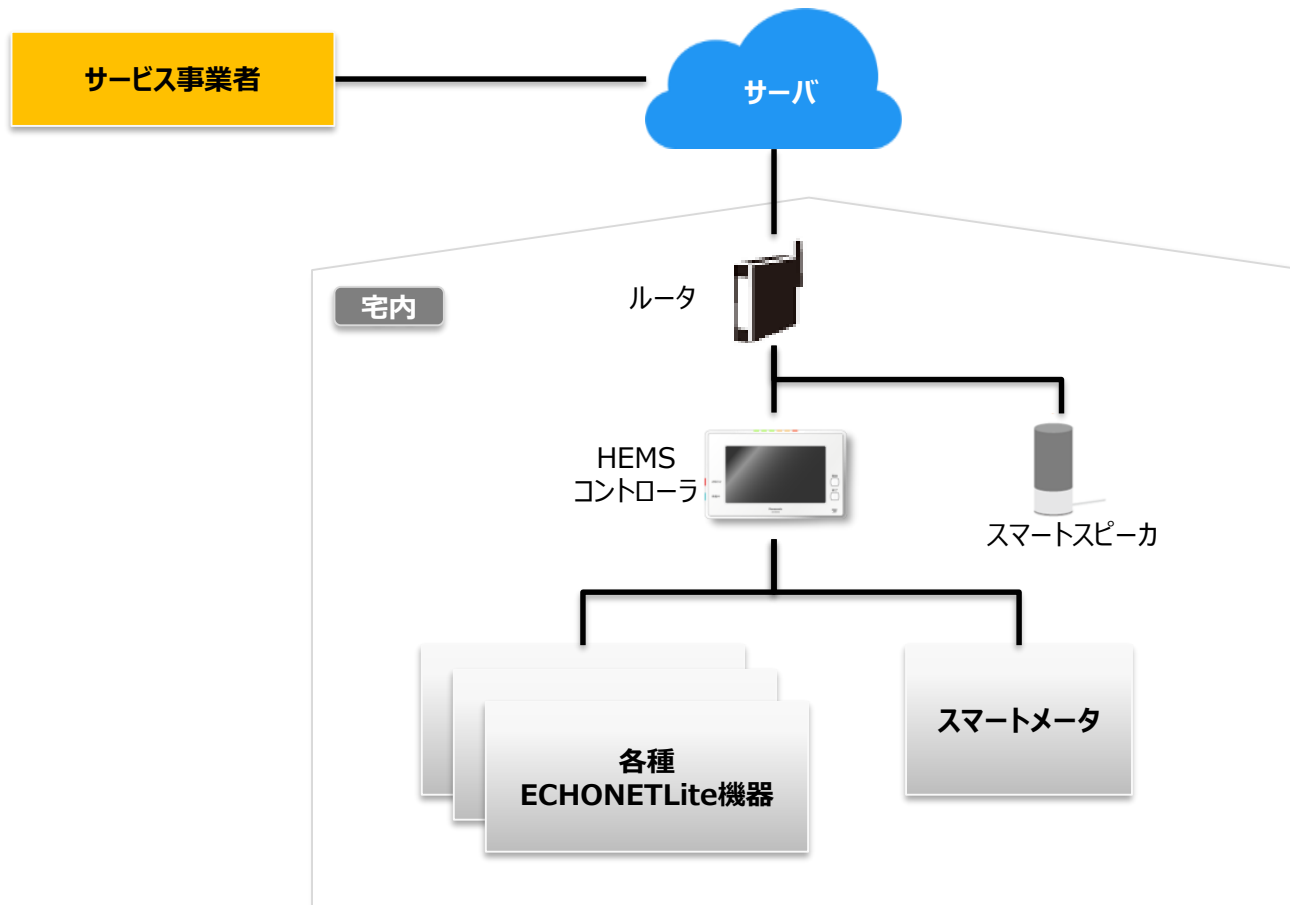 サービス事業者
サーバ
宅内
ルータ
HEMS
コントローラ
スマートスピーカ
スマートメータ
各種
ECHONETLite機器